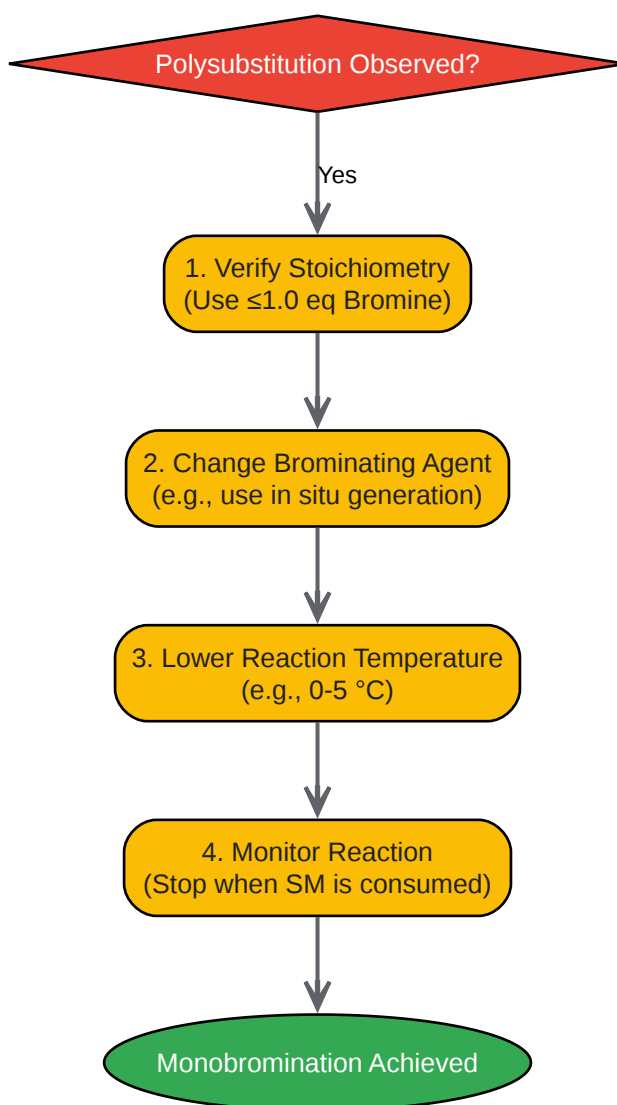 Polysubstitution Observed?
Yes
1. Verify Stoichiometry
(Use ≤1.0 eq Bromine)
2. Change Brominating Agent
(e.g., use in situ generation)
3. Lower Reaction Temperature
(e.g., 0-5 °C)
4. Monitor Reaction
(Stop when SM is consumed)
Monobromination Achieved